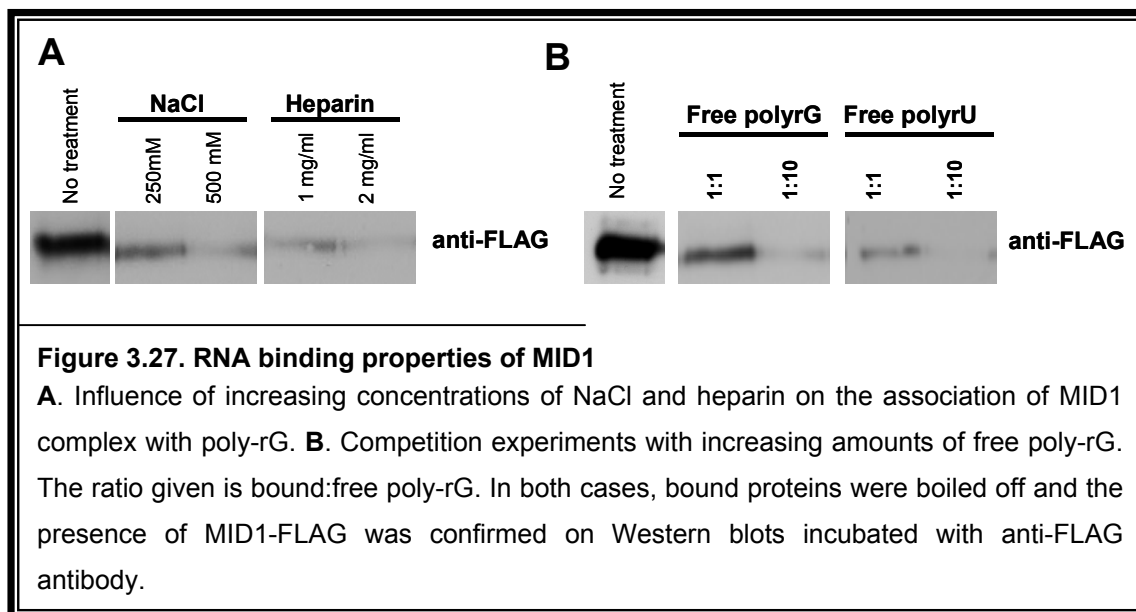 A
B
No treatment
NaCl
Heparin
250mM
500 mM
1 mg/ml
2 mg/ml
anti-FLAG
No treatment
Free polyrG
Free polyrU
1:1
1:10
1:1
1:10
anti-FLAG
Figure 3.27. RNA binding properties of MID1
A. Influence of increasing concentrations of NaCl and heparin on the association of MID1
complex with poly-rG. B. Competition experiments with increasing amounts of free poly-rG.
The ratio given is bound:free poly-rG. In both cases, bound proteins were boiled off and the
presence of MID1-FLAG was confirmed on Western blots incubated with anti-FLAG
antibody.